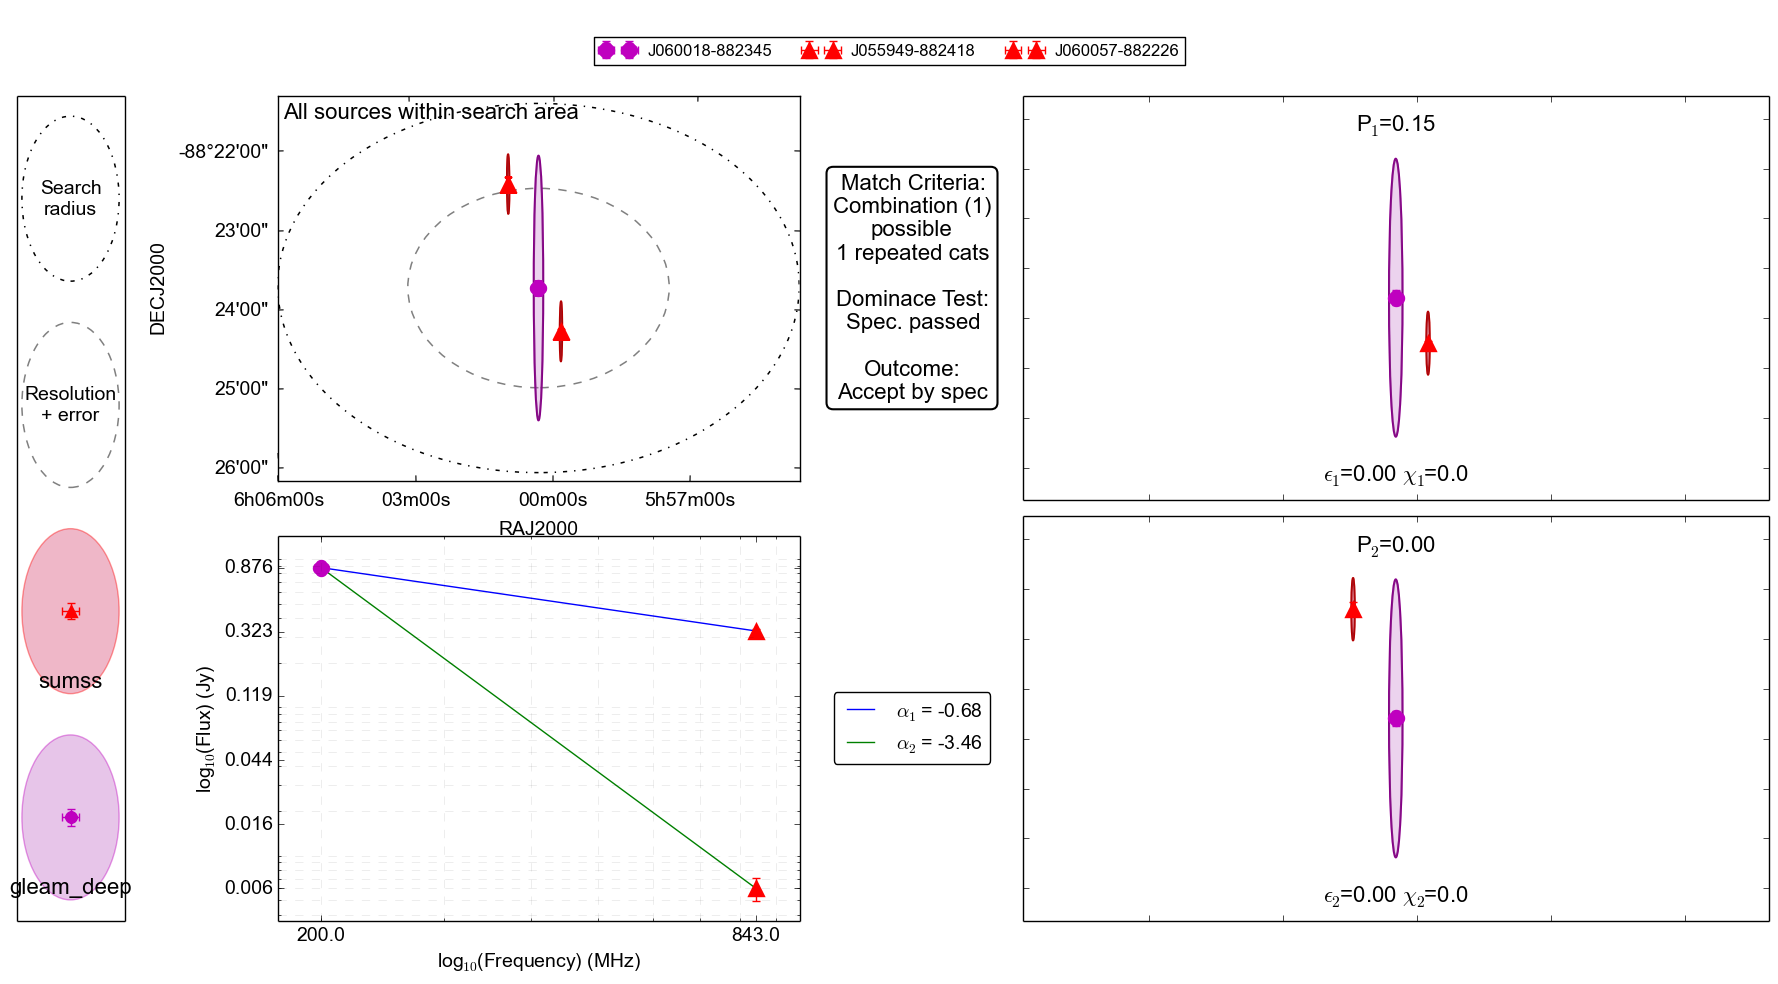 J060018-882345
J055949-882418
J060057-882226
Search
radius
Resolution
+ error
sumss
gleam_deep
All sources within search area
DECJ2000
-88°22'00"
23'00"
24'00"
25'00"
26'00"
6h06m00s
03m00s
00m00s
5h57m00s
RAJ2000
Match Criteria:
Combination (1)
possible
1 repeated cats
Dominace Test:
Spec. passed
Outcome:
Accept by spec
P₁=0.15
ϵ₁=0.00 χ₁=0.0
log₁₀(Flux) (Jy)
0.876
0.323
0.119
0.044
0.016
0.006
200.0
843.0
log₁₀(Frequency) (MHz)
α₁ = -0.68
α₂ = -3.46
P₂=0.00
ϵ₂=0.00 χ₂=0.0